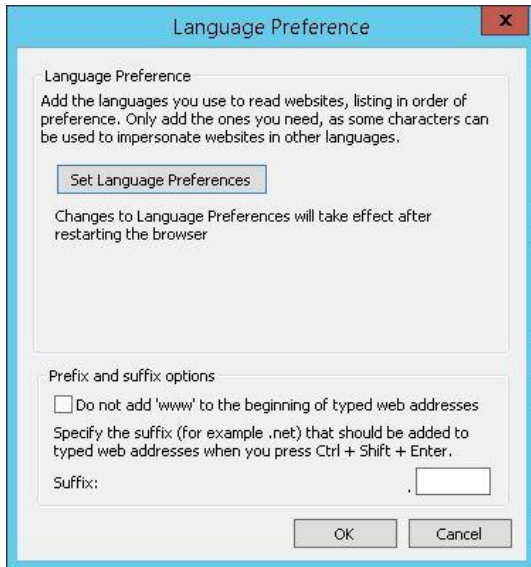 Language Preference
x
Language Preference
Add the languages you use to read websites, listing in order of
preference. Only add the ones you need, as some characters can
be used to impersonate websites in other languages.
Set Language Preferences
Changes to Language Preferences will take effect after
restarting the browser
Prefix and suffix options
Do not add 'www' to the beginning of typed web addresses
Specify the suffix (for example .net) that should be added to
typed web addresses when you press Ctrl + Shift + Enter.
Suffix: .
OK Cancel